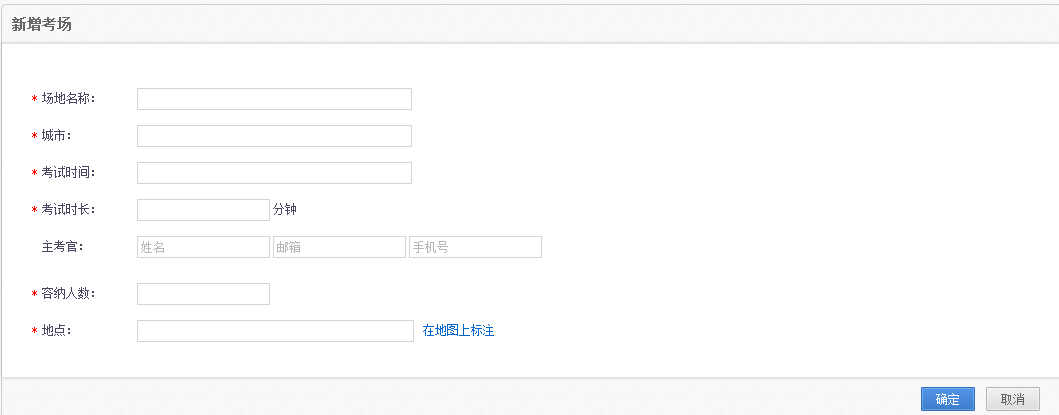 新增考场
* 场地名称：
* 城市：
* 考试时间：
* 考试时长： 分钟
主考官： 姓名 邮箱 手机号
* 容纳人数：
* 地点： 在地图上标注
确定 取消